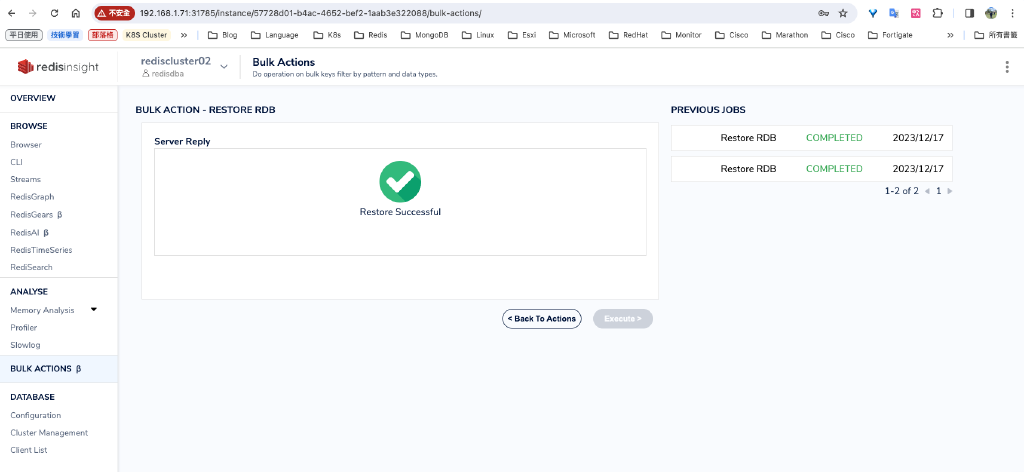 不安全 192.168.1.71:31785/instance/57728d01-b4ac-4652-bef2-1aab3e322088/bulk-actions/
平日使用 技術學習 部落格 K8S Cluster » Blog Language K8s Redis MongoDB Linux Esxi Microsoft RedHat Monitor Cisco Marathon Cisco Fortigate » 所有書籤
redisinsight
rediscluster02
redisdba
Bulk Actions
Do operation on bulk keys filter by pattern and data types.
OVERVIEW
BROWSE
Browser
CLI
Streams
RedisGraph
RedisGears β
RedisAI β
RedisTimeSeries
RediSearch
ANALYSE
Memory Analysis
Profiler
Slowlog
BULK ACTIONS β
DATABASE
Configuration
Cluster Management
Client List
BULK ACTION - RESTORE RDB
Server Reply
Restore Successful
< Back To Actions
Execute >
PREVIOUS JOBS
Restore RDB COMPLETED 2023/12/17
Restore RDB COMPLETED 2023/12/17
1-2 of 2 1